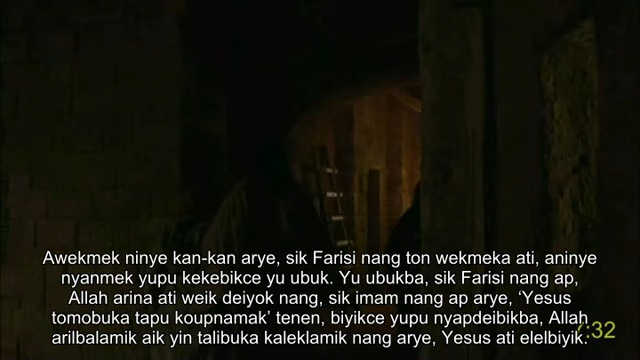 Awekmek ninye kan-kan arye, sik Farisi nang ton wekmeka ati, aninye
nyanmek yupu kekebikce yu ubuk. Yu ubukba, sik Farisi nang ap,
Allah arina ati weik deiyok nang, sik imam nang ap arye, ‘Yesus
tomobuka tapu koupnamak’ tenen, biyikce yupu nyapdeibikba, Allah
arilbalamik aik yin talibuka kaleklamik nang arye, Yesus ati elelbiyik.
:32